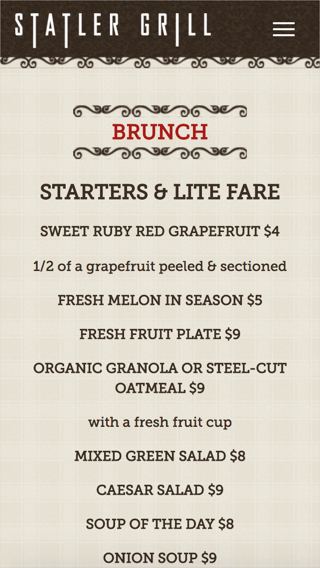 STATLER GRILL
BRUNCH
STARTERS & LITE FARE
SWEET RUBY RED GRAPEFRUIT $4
1/2 of a grapefruit peeled & sectioned
FRESH MELON IN SEASON $5
FRESH FRUIT PLATE $9
ORGANIC GRANOLA OR STEEL-CUT
OATMEAL $9
with a fresh fruit cup
MIXED GREEN SALAD $8
CAESAR SALAD $9
SOUP OF THE DAY $8
ONION SOUP $9